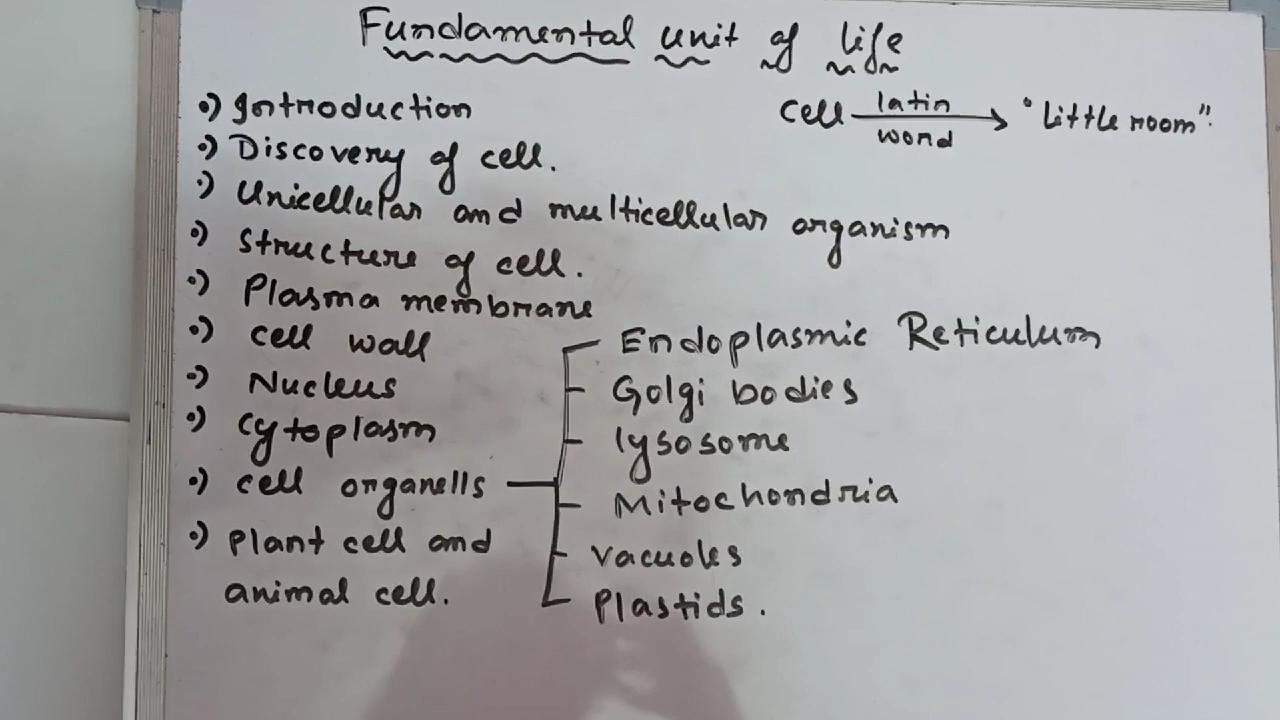 Fundamental unit of life
Cell latin word → "Little room".
•) Introduction
•) Discovery of cell.
•) Unicellular and multicellular organism
•) Structure of cell.
•) Plasma membrane
•) cell wall
•) Nucleus
•) cytoplasm
•) cell organells
Endoplasmic Reticulum
Golgi bodies
lysosome
Mitochondria
Vacuoles
Plastids.
•) Plant cell and
animal cell.